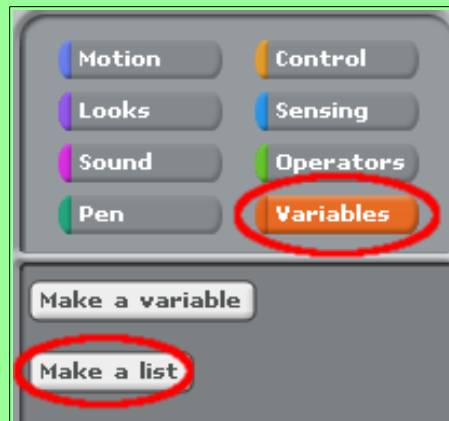 Motion Control
Looks Sensing
Sound Operators
Pen Variables
Make a variable
Make a list